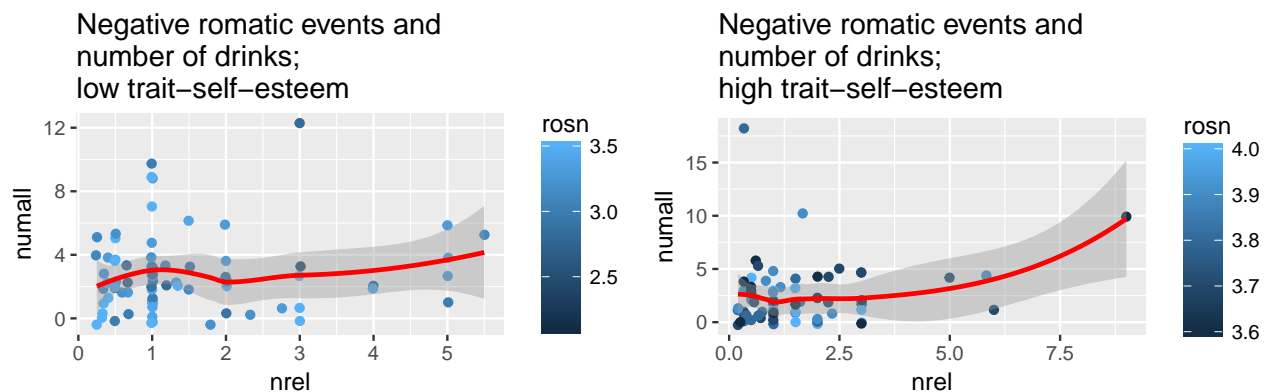 Negative romatic events and
number of drinks;
low trait−self−esteem
12
8
4
0
numall
0
1
2
3
4
5
nrel
rosn
3.5
3.0
2.5
Negative romatic events and
number of drinks;
high trait−self−esteem
15
10
5
0
numall
0.0
2.5
5.0
7.5
nrel
rosn
4.0
3.9
3.8
3.7
3.6